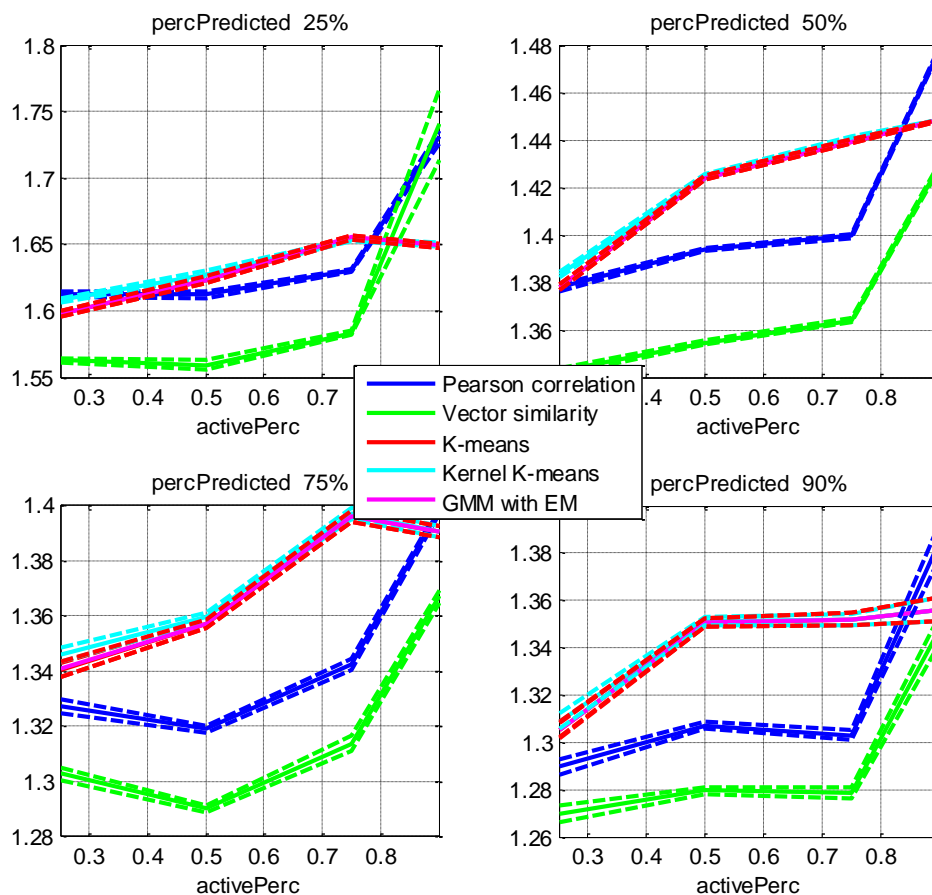 percPredicted 25%
1.8
1.75
1.7
1.65
1.6
1.55
0.3 0.4 0.5 0.6 0.7 0.8
activePerc
percPredicted 50%
1.48
1.46
1.44
1.42
1.4
1.38
1.36
0.3 0.4 0.5 0.6 0.7 0.8
activePerc
Pearson correlation
Vector similarity
K-means
Kernel K-means
GMM with EM
percPredicted 75%
1.4
1.38
1.36
1.34
1.32
1.3
1.28
0.3 0.4 0.5 0.6 0.7 0.8
activePerc
percPredicted 90%
1.38
1.36
1.34
1.32
1.3
1.28
1.26
0.3 0.4 0.5 0.6 0.7 0.8
activePerc